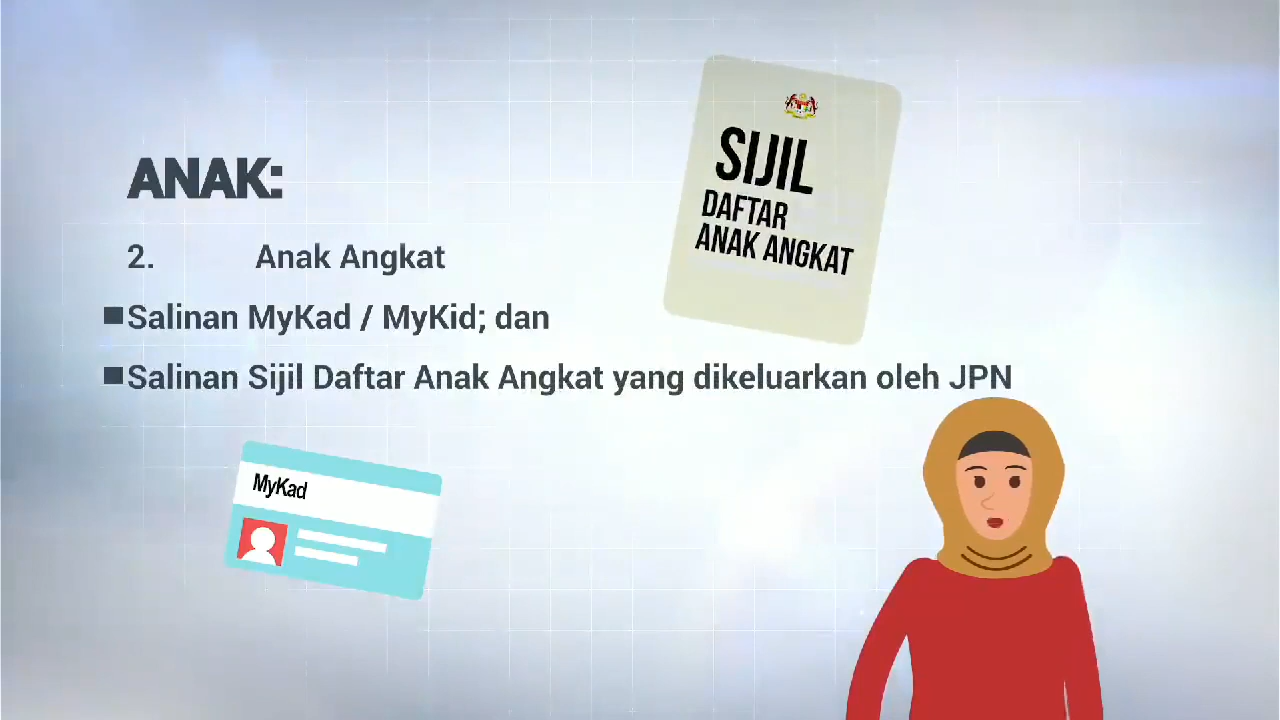 SIJIL
DAFTAR
ANAK ANGKAT
ANAK:
2. Anak Angkat
■Salinan MyKad / MyKid; dan
■Salinan Sijil Daftar Anak Angkat yang dikeluarkan oleh JPN
MyKad